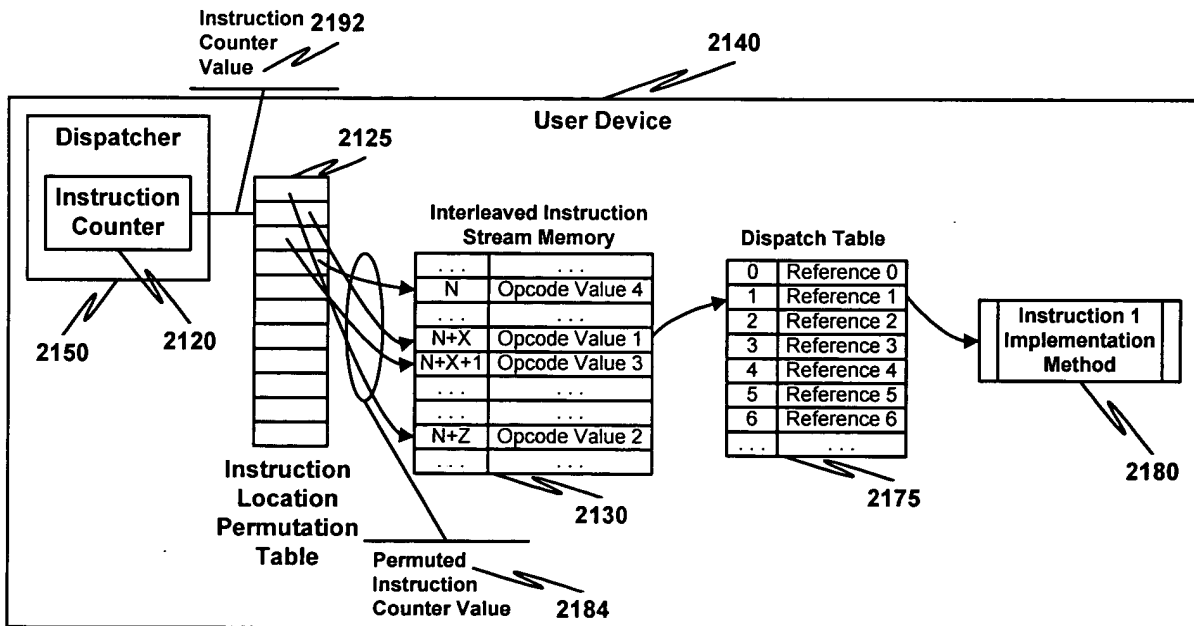 Instruction
Counter
Value
2192
2140
User Device
Dispatcher
Instruction
Counter
2150
2120
2125
Instruction
Location
Permutation
Table
Permuted
Instruction
Counter Value
2184
Interleaved Instruction
Stream Memory
. . . . . .
N Opcode Value 4
. . . . . .
N+X Opcode Value 1
N+X+1 Opcode Value 3
. . . . . .
. . . . . .
N+Z Opcode Value 2
. . . . . .
2130
Dispatch Table
0 Reference 0
1 Reference 1
2 Reference 2
3 Reference 3
4 Reference 4
5 Reference 5
6 Reference 6
. . . . . .
2175
Instruction 1
Implementation
Method
2180